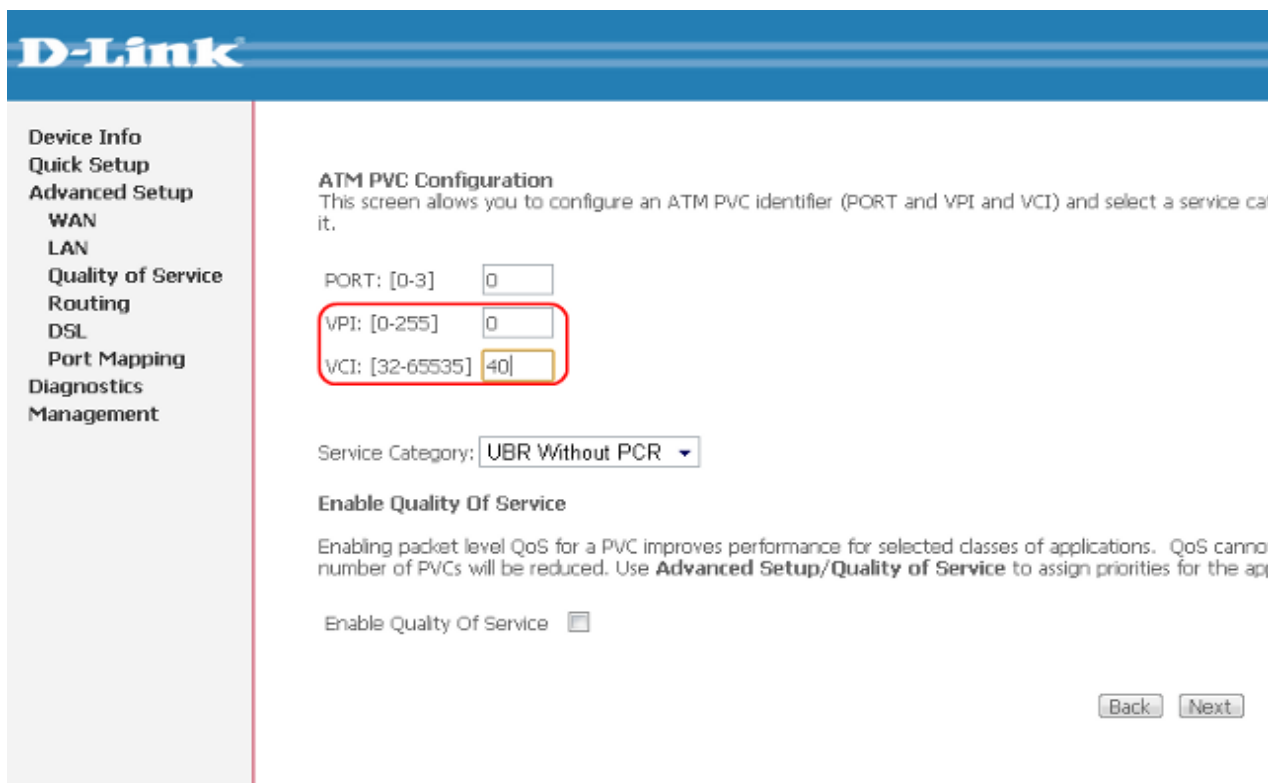 D-Link
Device Info
Quick Setup
Advanced Setup
WAN
LAN
Quality of Service
Routing
DSL
Port Mapping
Diagnostics
Management
ATM PVC Configuration
This screen allows you to configure an ATM PVC identifier (PORT and VPI and VCI) and select a service
it.
PORT: [0-3] 0
VPI: [0-255] 0
VCI: [32-65535] 40
Service Category: UBR Without PCR
Enable Quality Of Service
Enabling packet level QoS for a PVC improves performance for selected classes of applications. QoS
number of PVCs will be reduced. Use Advanced Setup/Quality of Service to assign priorities for the
Enable Quality Of Service
Back Next